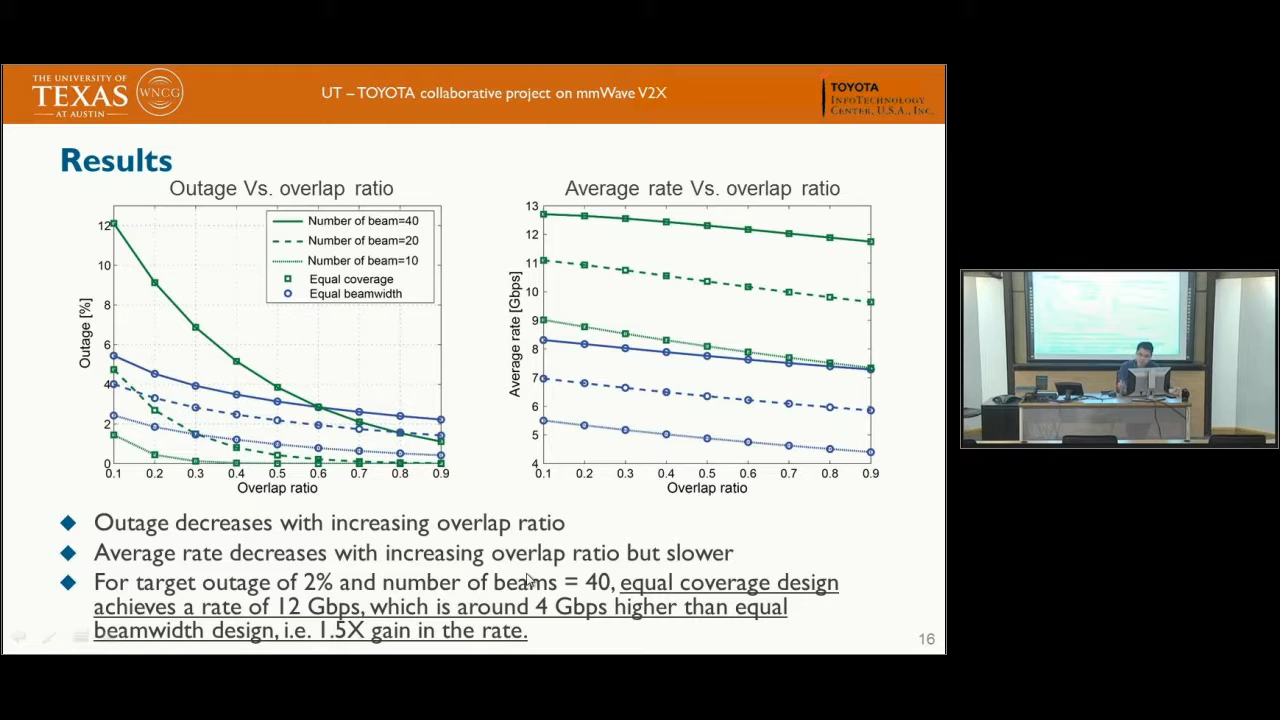 THE UNIVERSITY OF
TEXAS
AT AUSTIN
WNCG
UT – TOYOTA collaborative project on mmWave V2X
TOYOTA
INFOTECHNOLOGY
CENTER, U.S.A., INC.
Results
Outage Vs. overlap ratio
Number of beam=40
Number of beam=20
Number of beam=10
Equal coverage
Equal beamwidth
Outage [%]
12
10
8
6
4
2
0
0.1 0.2 0.3 0.4 0.5 0.6 0.7 0.8 0.9
Overlap ratio
Average rate Vs. overlap ratio
Average rate [Gbps]
13
12
11
10
9
8
7
6
5
4
0.1 0.2 0.3 0.4 0.5 0.6 0.7 0.8 0.9
Overlap ratio
Outage decreases with increasing overlap ratio
Average rate decreases with increasing overlap ratio but slower
For target outage of 2% and number of beams = 40, equal coverage design
achieves a rate of 12 Gbps, which is around 4 Gbps higher than equal
beamwidth design, i.e. 1.5X gain in the rate.
16